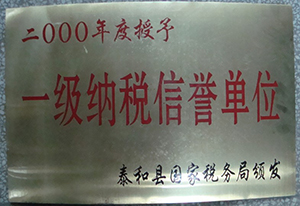 二000年度授予
一级纳税信誉单位
泰和县国家税务局颁发